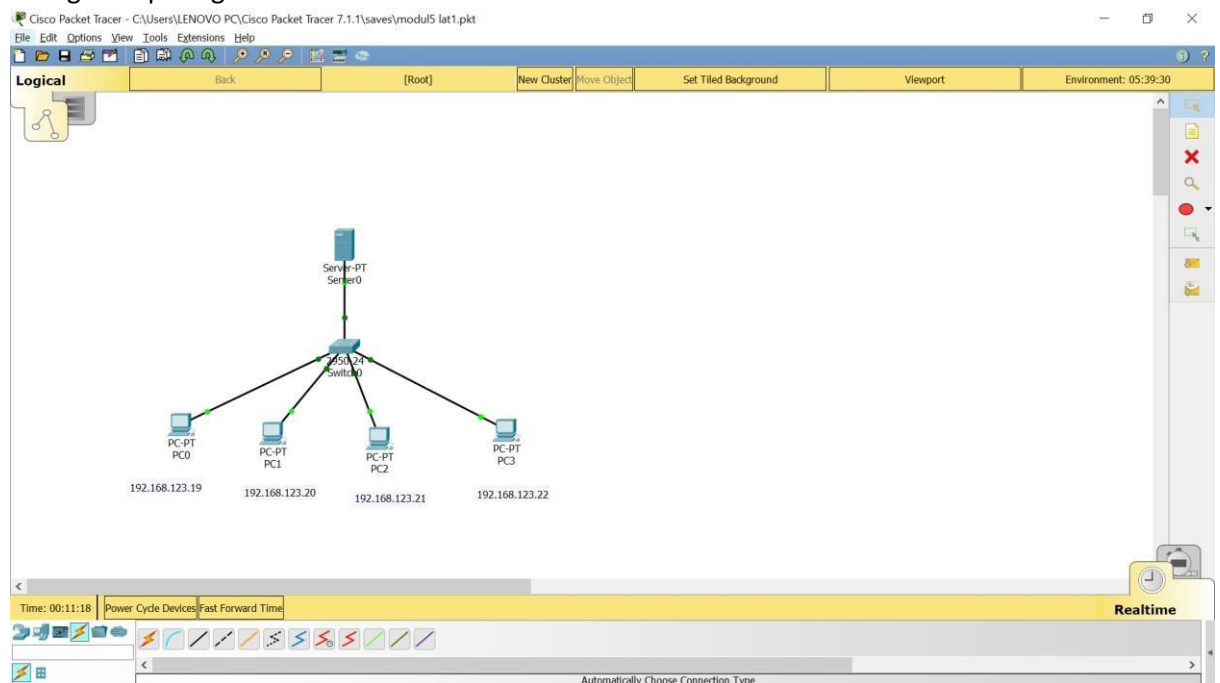 Cisco Packet Tracer - C:\Users\LENOVO PC\Cisco Packet Tracer 7.1.1\saves\modul5 lat1.pkt
File Edit Options View Tools Extensions Help
Logical Back [Root] New Cluster Move Object Set Tiled Background Viewport Environment: 05:39:30
Server-PT
Server0
2950-24
Switch0
PC-PT
PC0
PC-PT
PC1
PC-PT
PC2
PC-PT
PC3
192.168.123.19
192.168.123.20
192.168.123.21
192.168.123.22
Time: 00:11:18 Power Cycle Devices Fast Forward Time Realtime
Automatically Choose Connection Type